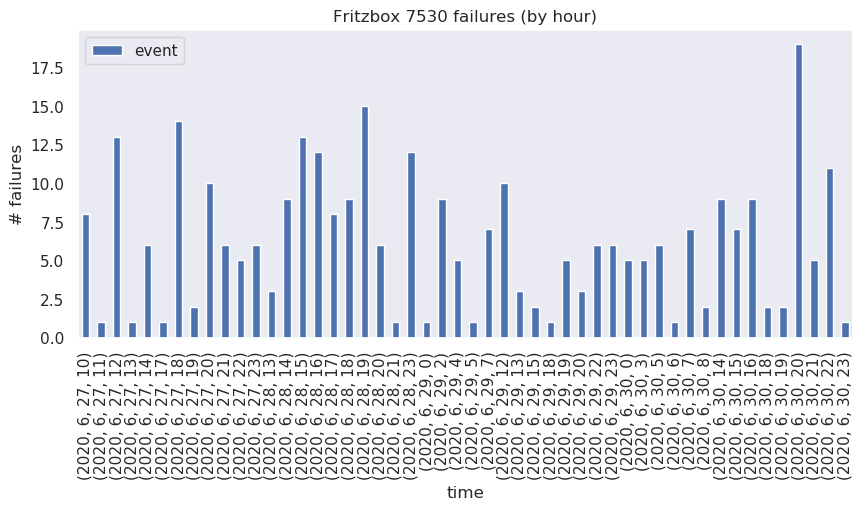 Fritzbox 7530 failures (by hour)
event
# failures
17.5
15.0
12.5
10.0
7.5
5.0
2.5
0.0
(2020, 6, 27, 10)
(2020, 6, 27, 11)
(2020, 6, 27, 12)
(2020, 6, 27, 13)
(2020, 6, 27, 14)
(2020, 6, 27, 17)
(2020, 6, 27, 18)
(2020, 6, 27, 19)
(2020, 6, 27, 20)
(2020, 6, 27, 21)
(2020, 6, 27, 22)
(2020, 6, 27, 23)
(2020, 6, 28, 13)
(2020, 6, 28, 14)
(2020, 6, 28, 15)
(2020, 6, 28, 16)
(2020, 6, 28, 17)
(2020, 6, 28, 18)
(2020, 6, 28, 19)
(2020, 6, 28, 20)
(2020, 6, 28, 21)
(2020, 6, 28, 23)
(2020, 6, 29, 0)
(2020, 6, 29, 2)
(2020, 6, 29, 4)
(2020, 6, 29, 5)
(2020, 6, 29, 7)
(2020, 6, 29, 12)
(2020, 6, 29, 13)
(2020, 6, 29, 15)
(2020, 6, 29, 18)
(2020, 6, 29, 19)
(2020, 6, 29, 20)
(2020, 6, 29, 22)
(2020, 6, 29, 23)
(2020, 6, 30, 0)
(2020, 6, 30, 3)
(2020, 6, 30, 5)
(2020, 6, 30, 6)
(2020, 6, 30, 7)
(2020, 6, 30, 8)
(2020, 6, 30, 14)
(2020, 6, 30, 15)
(2020, 6, 30, 16)
(2020, 6, 30, 18)
(2020, 6, 30, 19)
(2020, 6, 30, 20)
(2020, 6, 30, 21)
(2020, 6, 30, 22)
(2020, 6, 30, 23)
time